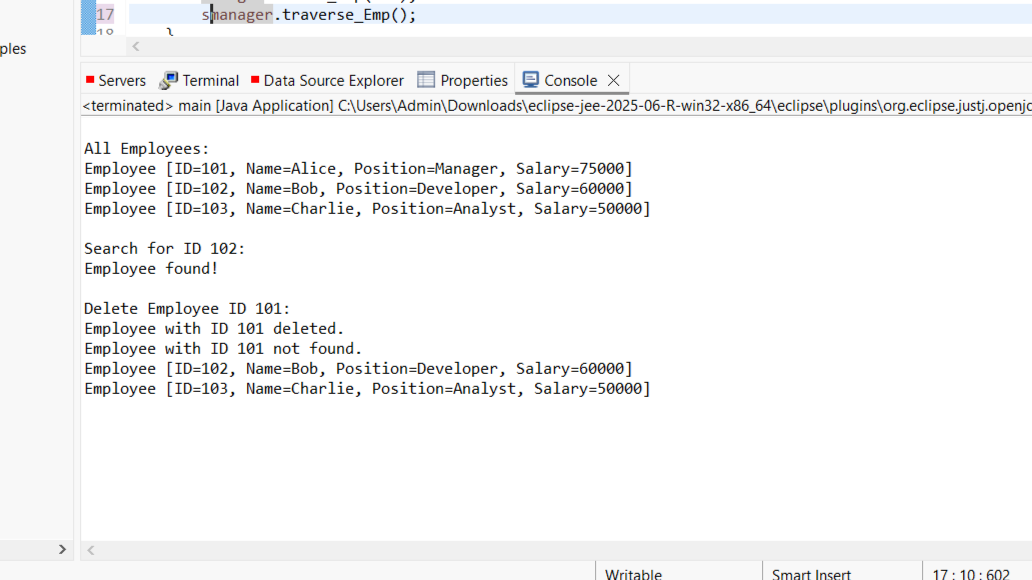 17
smanager.traverse_Emp();
18
}
ples
Servers Terminal Data Source Explorer Properties Console
<terminated> main [Java Application] C:\Users\Admin\Downloads\eclipse-jee-2025-06-R-win32-x86_64\eclipse\plugins\org.eclipse.justj.openjd
All Employees:
Employee [ID=101, Name=Alice, Position=Manager, Salary=75000]
Employee [ID=102, Name=Bob, Position=Developer, Salary=60000]
Employee [ID=103, Name=Charlie, Position=Analyst, Salary=50000]
Search for ID 102:
Employee found!
Delete Employee ID 101:
Employee with ID 101 deleted.
Employee with ID 101 not found.
Employee [ID=102, Name=Bob, Position=Developer, Salary=60000]
Employee [ID=103, Name=Charlie, Position=Analyst, Salary=50000]
Writable Smart Insert 17 : 10 : 602